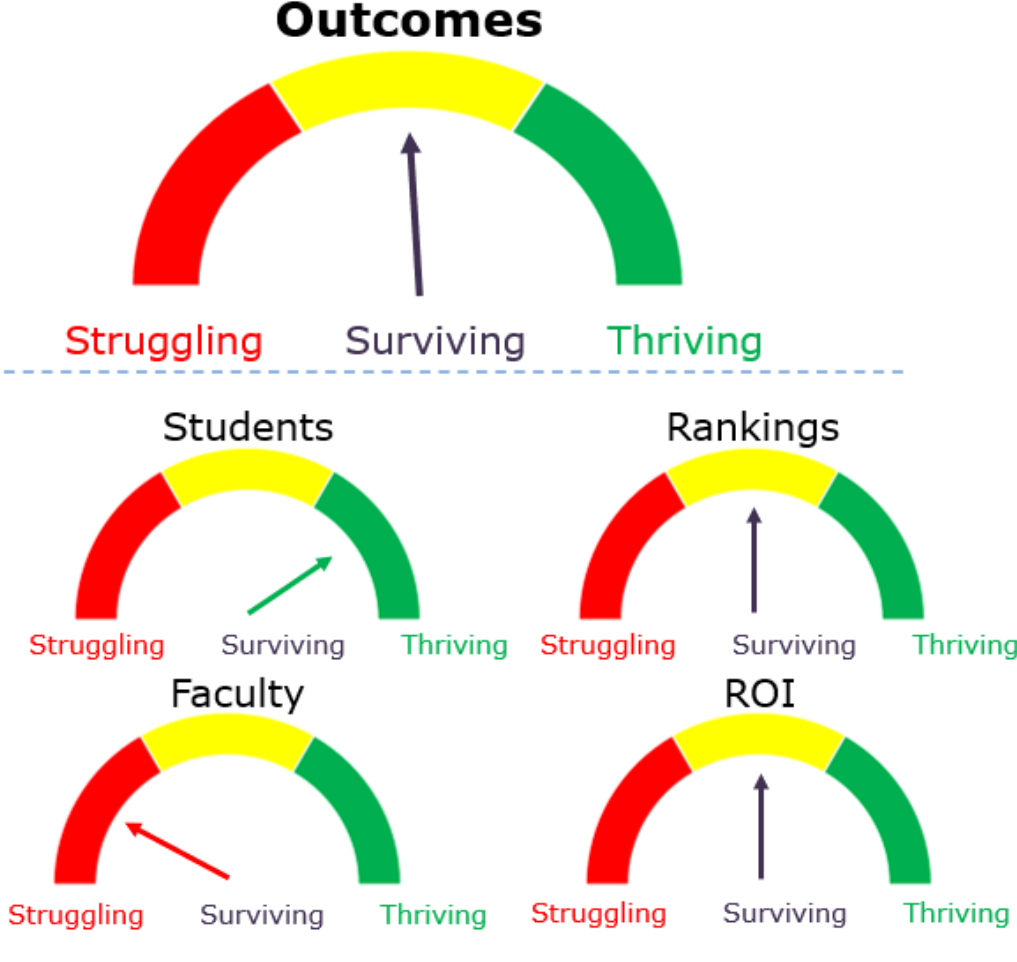 Outcomes
Struggling Surviving Thriving
Students Rankings
Struggling Surviving Thriving Struggling Surviving Thriving
Faculty ROI
Struggling Surviving Thriving Struggling Surviving Thriving